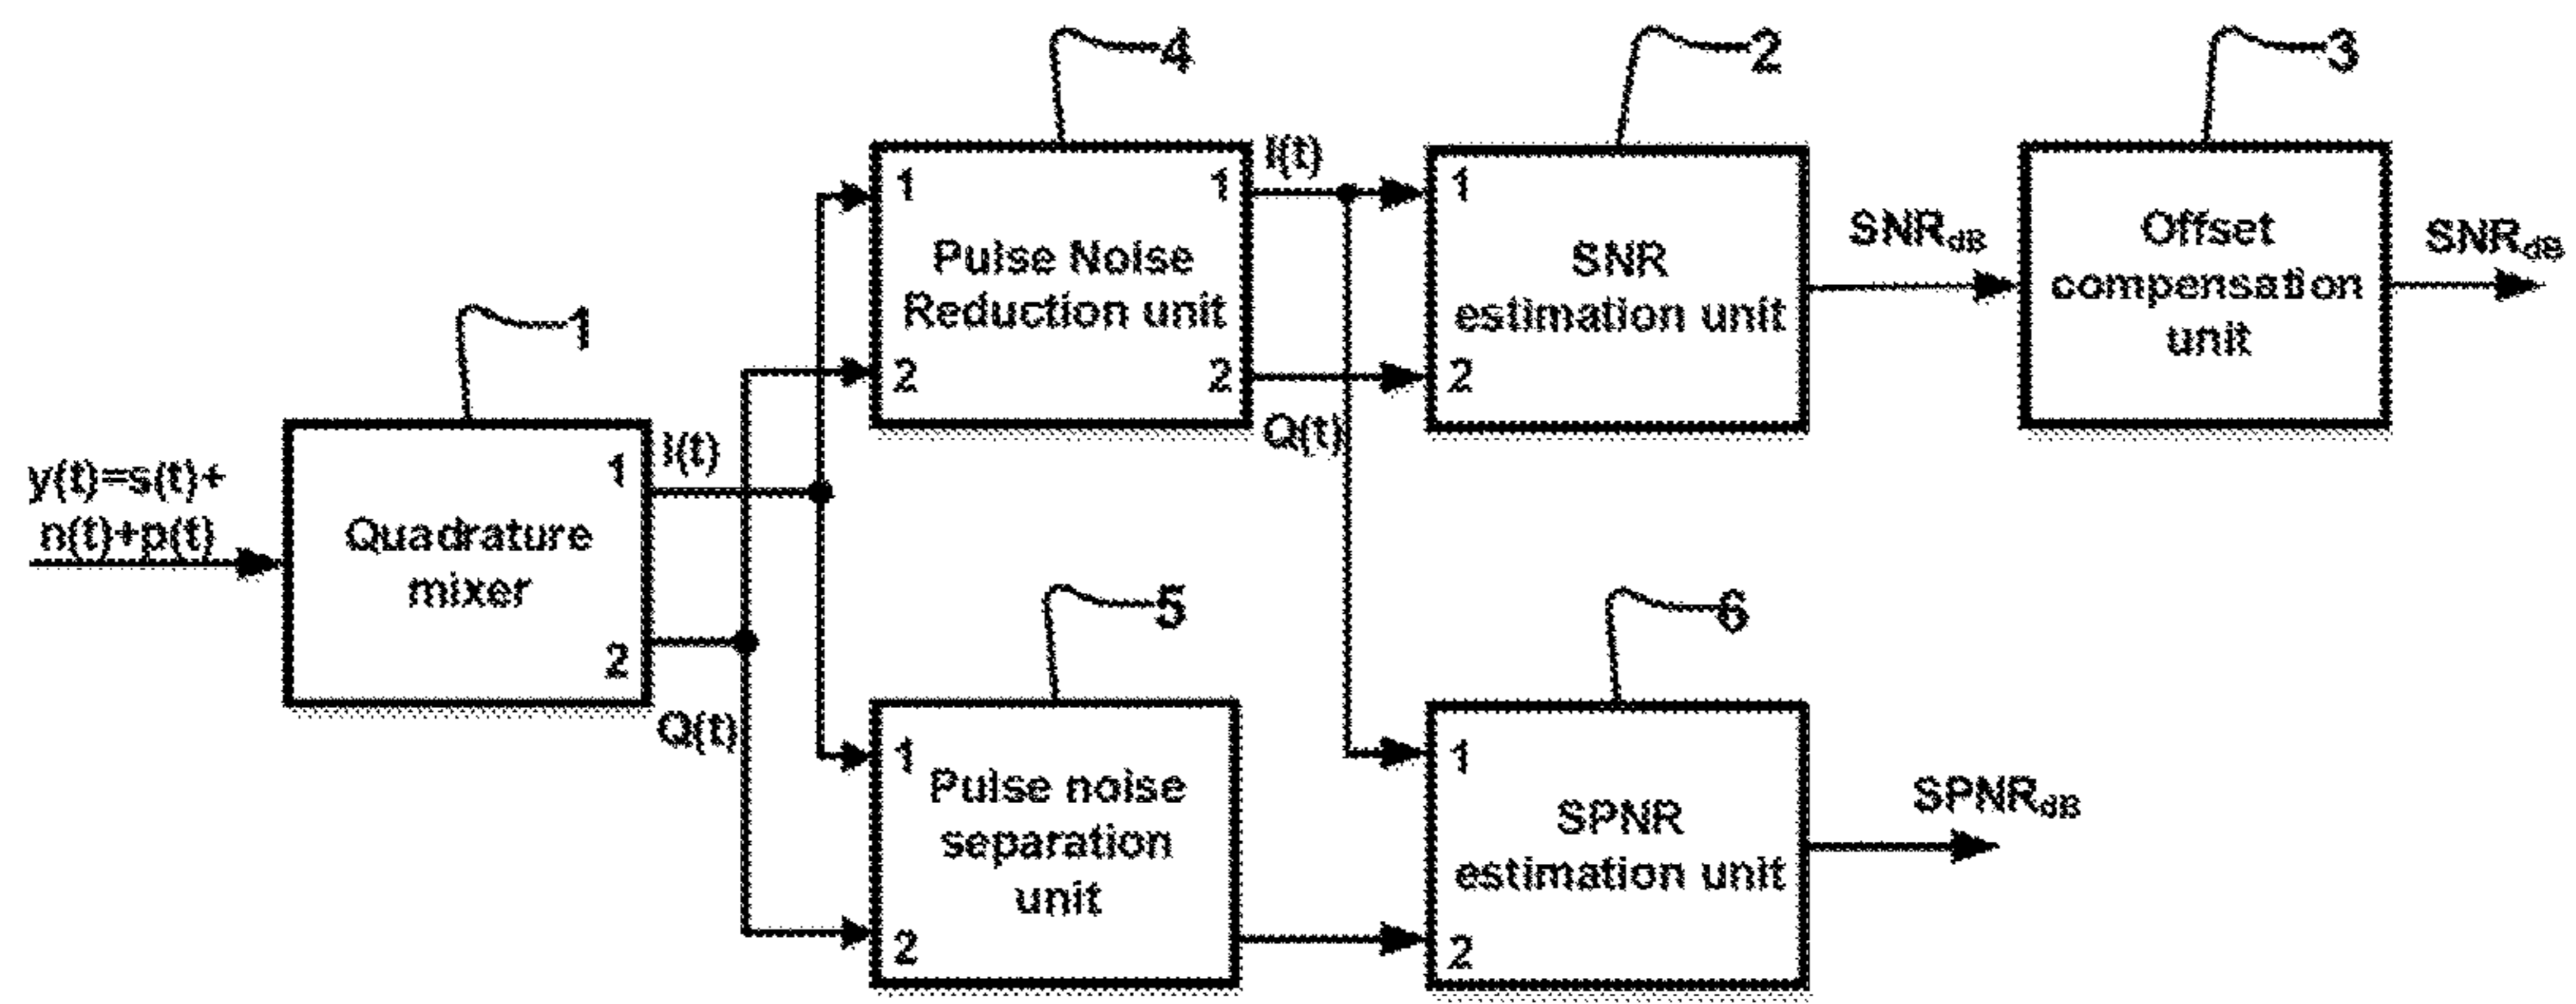 4
2
3
1
I(t)
1
1
1
Pulse Noise
Reduction unit
2
2
Q(t)
SNR
estimation unit
2
SNRdB
Offset
compensation
unit
SNRdB
1
y(t)=s(t)+
n(t)+p(t)
Quadrature
mixer
1
I(t)
2
Q(t)
5
6
1
Pulse noise
separation
unit
2
1
SPNR
estimation unit
2
SPNRdB